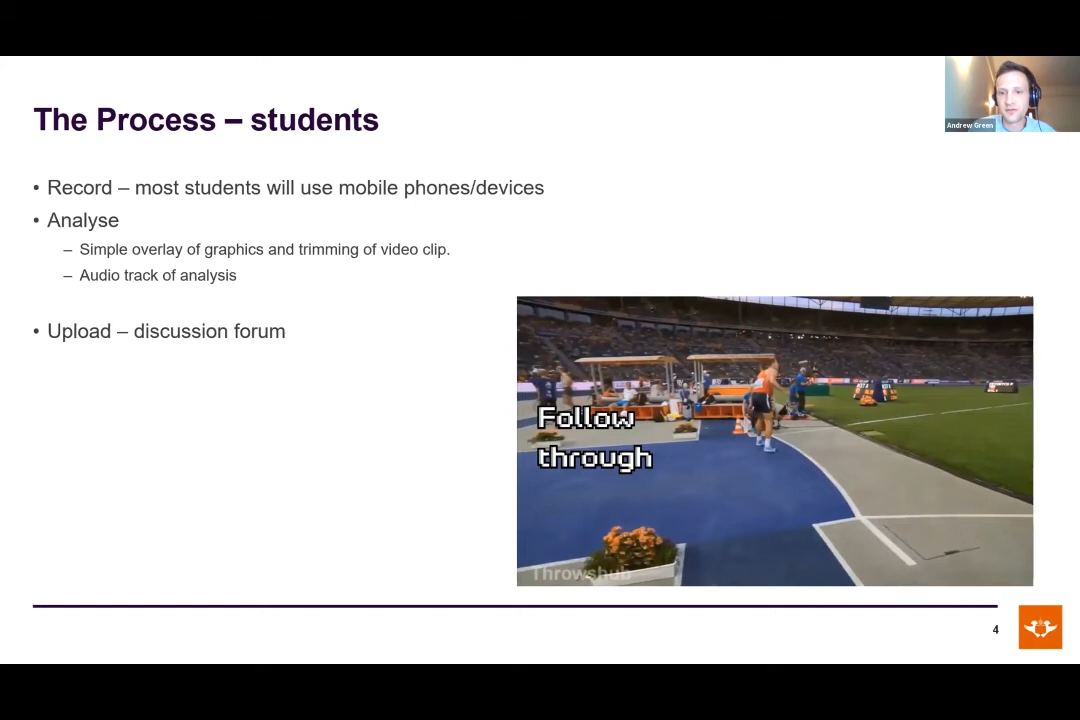 The Process – students
Andrew Green
• Record – most students will use mobile phones/devices
• Analyse
– Simple overlay of graphics and trimming of video clip.
– Audio track of analysis
• Upload – discussion forum
Follow
through
Throwshub
4